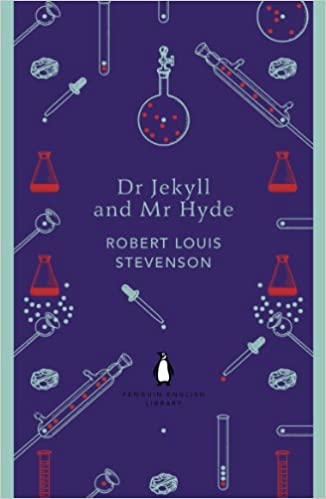 Dr Jekyll
and Mr Hyde
ROBERT LOUIS
STEVENSON
PENGUIN ENGLISH
LIBRARY